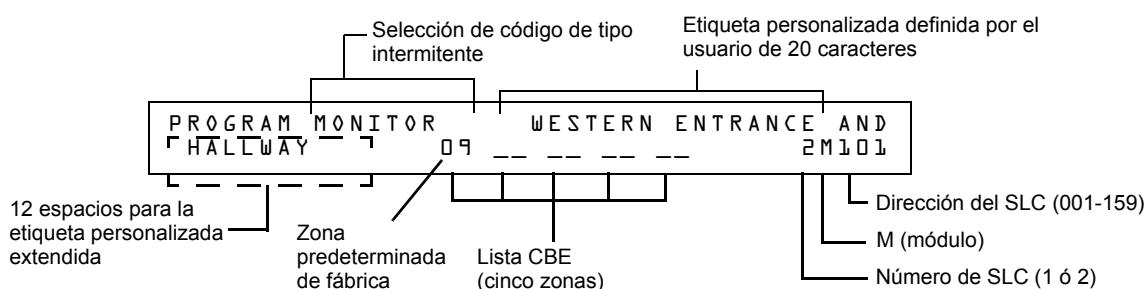 Selección de código de tipo
intermitente
Etiqueta personalizada definida por el
usuario de 20 caracteres
PROGRAM MONITOR WESTERN ENTRANCE AND
HALLWAY 09 __ __ __ __ 2M101
12 espacios para la
etiqueta personalizada
extendida
Zona
predeterminada
de fábrica
Lista CBE
(cinco zonas)
Dirección del SLC (001-159)
M (módulo)
Número de SLC (1 ó 2)